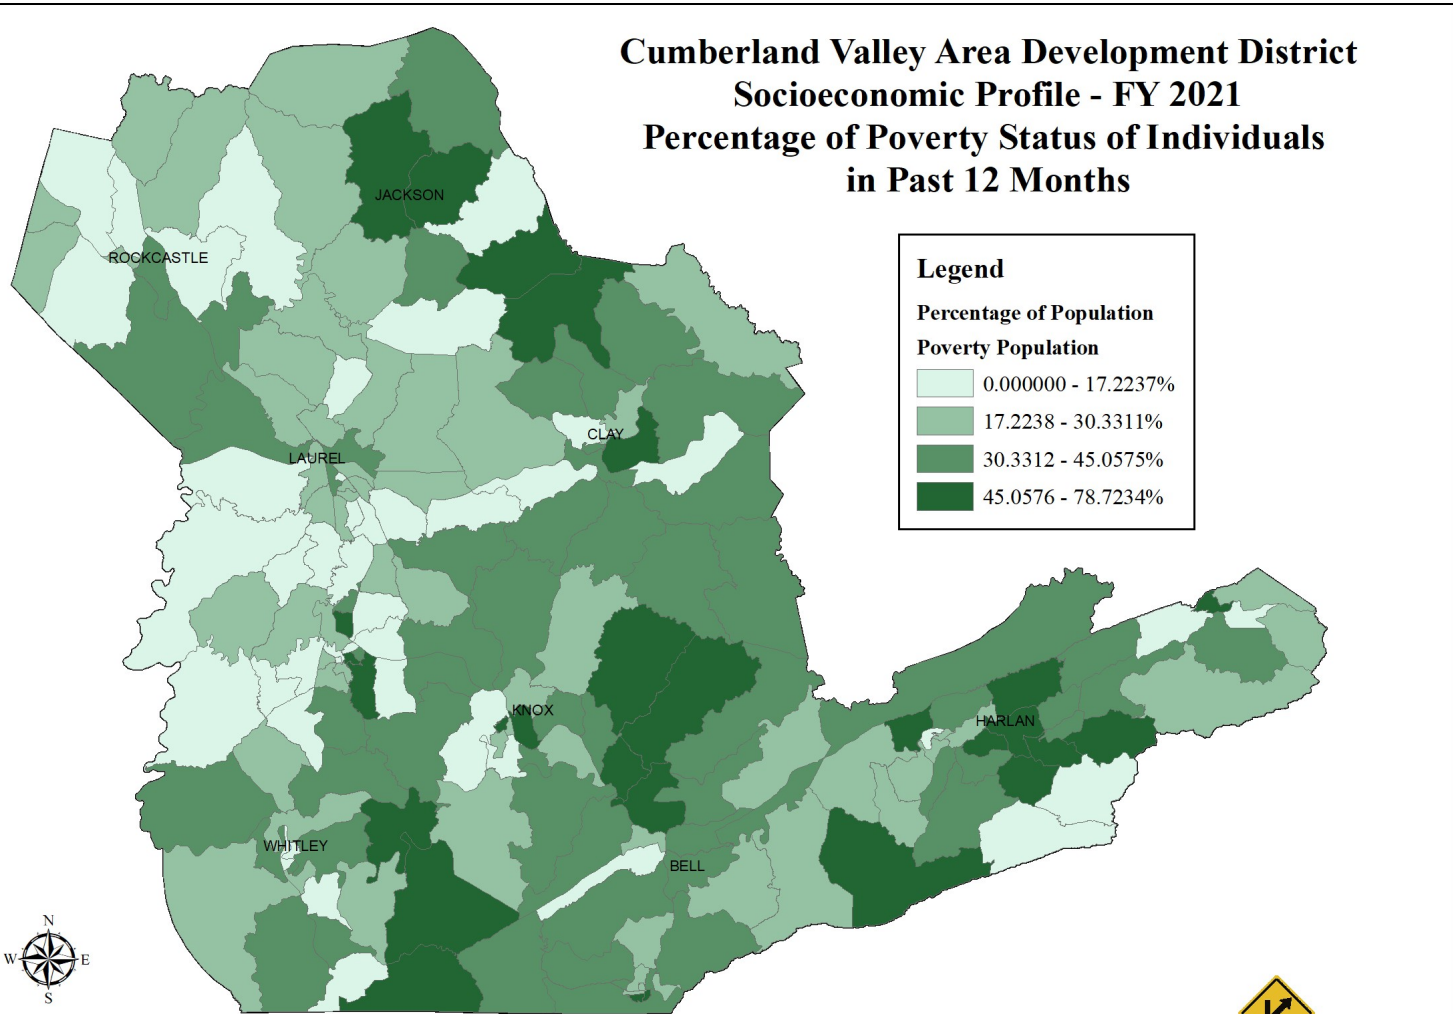 Cumberland Valley Area Development District
Socioeconomic Profile - FY 2021
Percentage of Poverty Status of Individuals
in Past 12 Months
JACKSON
ROCKCASTLE
Legend
Percentage of Population
Poverty Population
0.000000 - 17.2237%
17.2238 - 30.3311%
30.3312 - 45.0575%
45.0576 - 78.7234%
CLAY
LAUREL
KNOX
HARLAN
WHITLEY
BELL
N
W E
S